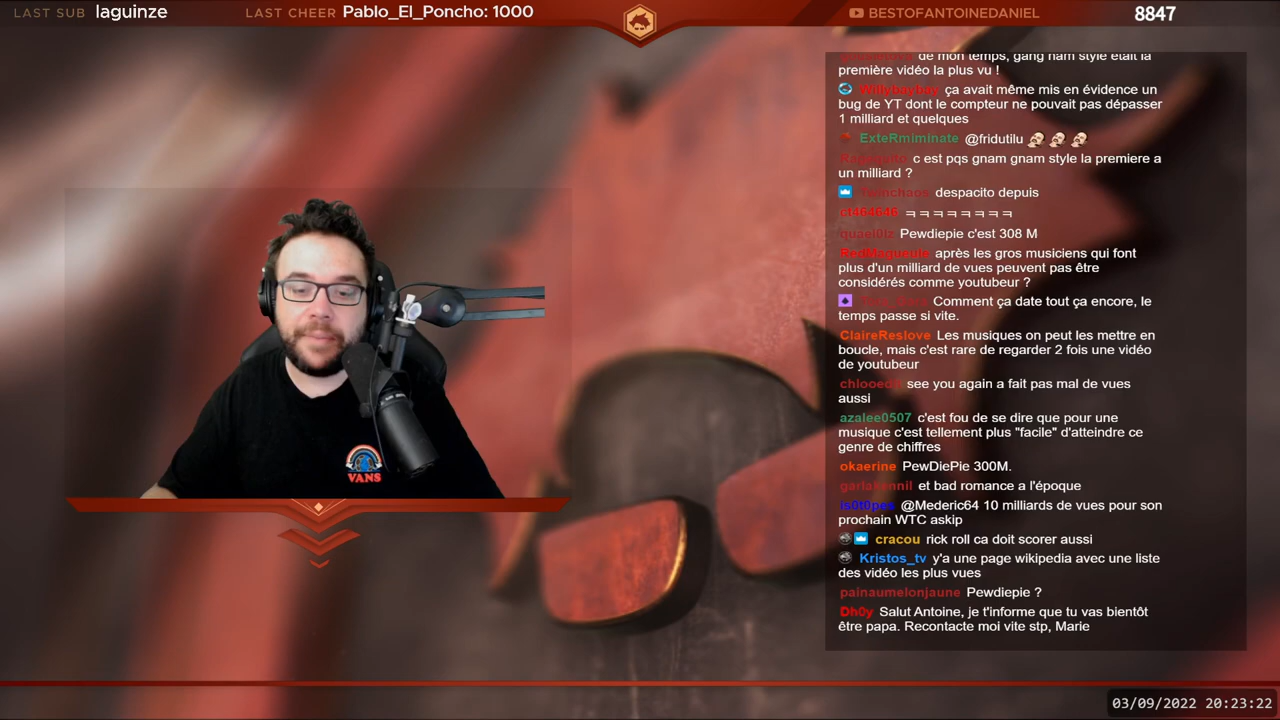 LAST SUB laguinze
LAST CHEER Pablo_El_Poncho: 1000
BESTOFANTOINEDANIEL
8847
de mon temps, gang nam style était la
première vidéo la plus vu !
Willybaybay ça avait même mis en évidence un
bug de YT dont le compteur ne pouvait pas dépasser
1 milliard et quelques
ExteRmiminate @fridutilu
c est pqs gnam gnam style la premiere a
un milliard ?
despacito depuis
ct464646 ㅋㅋㅋㅋㅋㅋㅋㅋ
Pewdiepie c'est 308 M
RedMagueule après les gros musiciens qui font
plus d'un milliard de vues peuvent pas être
considérés comme youtubeur ?
Comment ça date tout ça encore, le
temps passe si vite.
ClaireReslove Les musiques on peut les mettre en
boucle, mais c'est rare de regarder 2 fois une vidéo
de youtubeur
see you again a fait pas mal de vues
aussi
azalee0507 c'est fou de se dire que pour une
musique c'est tellement plus "facile" d'atteindre ce
genre de chiffres
okaerine PewDiePie 300M.
et bad romance a l'époque
is0t0pes @Mederic64 10 milliards de vues pour son
prochain WTC askip
cracou rick roll ca doit scorer aussi
Kristos_tv y'a une page wikipedia avec une liste
des vidéo les plus vues
painaumelonjaune Pewdiepie ?
Dh0y Salut Antoine, je t'informe que tu vas bientôt
être papa. Recontacte moi vite stp, Marie
VANS
03/09/2022 20:23:22